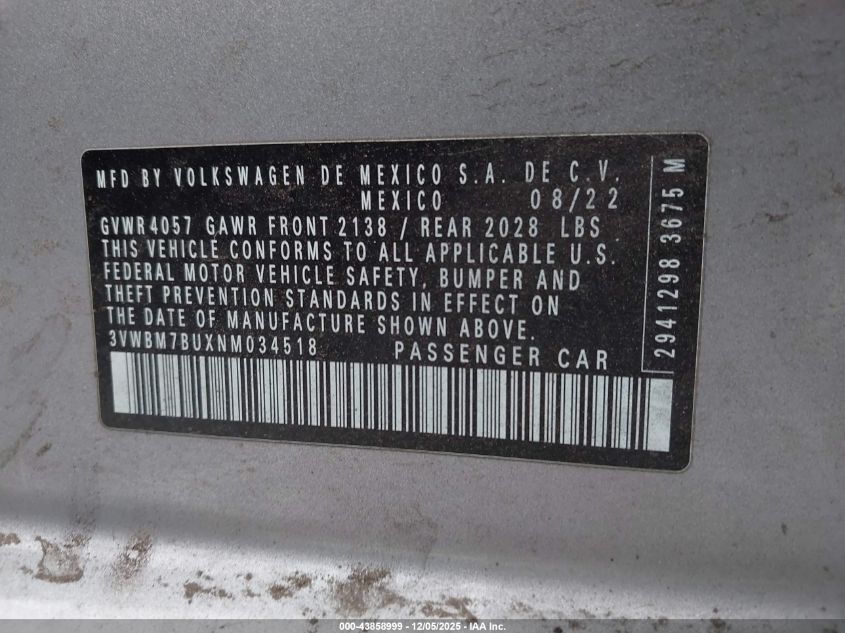 MFD BY VOLKSWAGEN DE MEXICO S.A. DE C.V.
MEXICO 08/22
GVWR 4057 GAWR FRONT 2138 / REAR 2028 LBS
THIS VEHICLE CONFORMS TO ALL APPLICABLE U.S.
FEDERAL MOTOR VEHICLE SAFETY, BUMPER AND
THEFT PREVENTION STANDARDS IN EFFECT ON
THE DATE OF MANUFACTURE SHOWN ABOVE.
3VWBM7BUXNM034518 PASSENGER CAR
2941298 3675 M
000-43858999 - 12/05/2025 - IAA Inc.